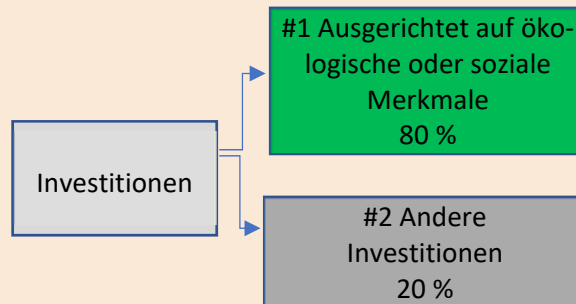 #1 Ausgerichtet auf öko-
logische oder soziale
Merkmale
80 %
Investitionen
#2 Andere
Investitionen
20 %